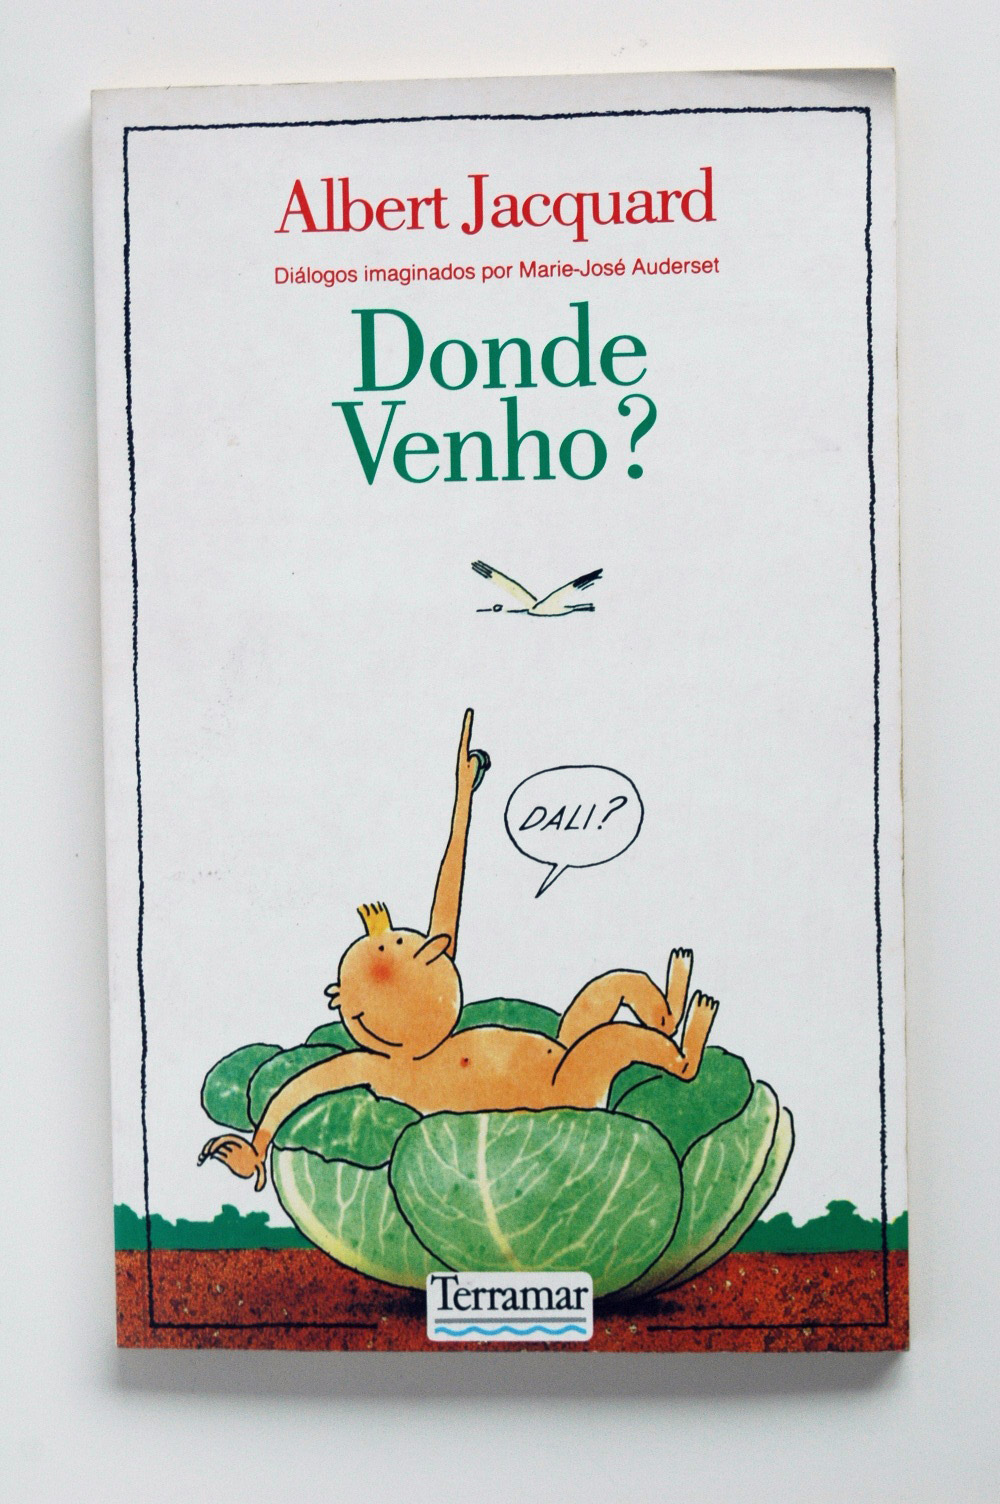 Albert Jacquard
Diálogos imaginados por Marie-José Auderset
Donde
Venho?
DALI?
Terramar